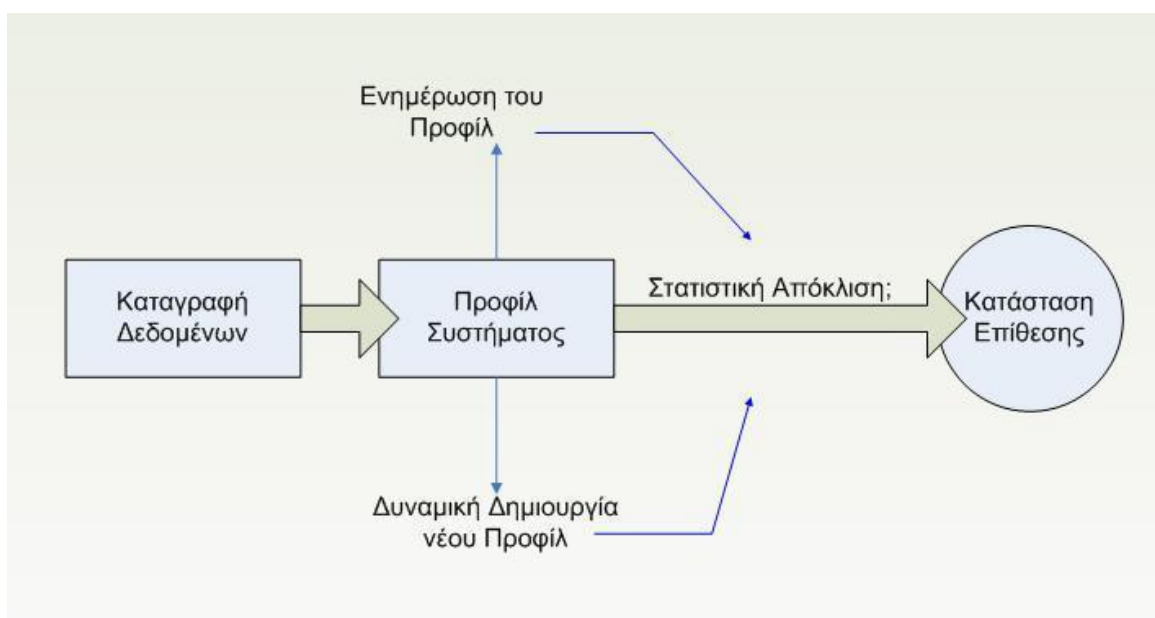 Ενημέρωση του
Προφίλ
Καταγραφή
Δεδομένων
Προφίλ
Συστήματος
Στατιστική Απόκλιση;
Κατάσταση
Επίθεσης
Δυναμική Δημιουργία
νέου Προφίλ